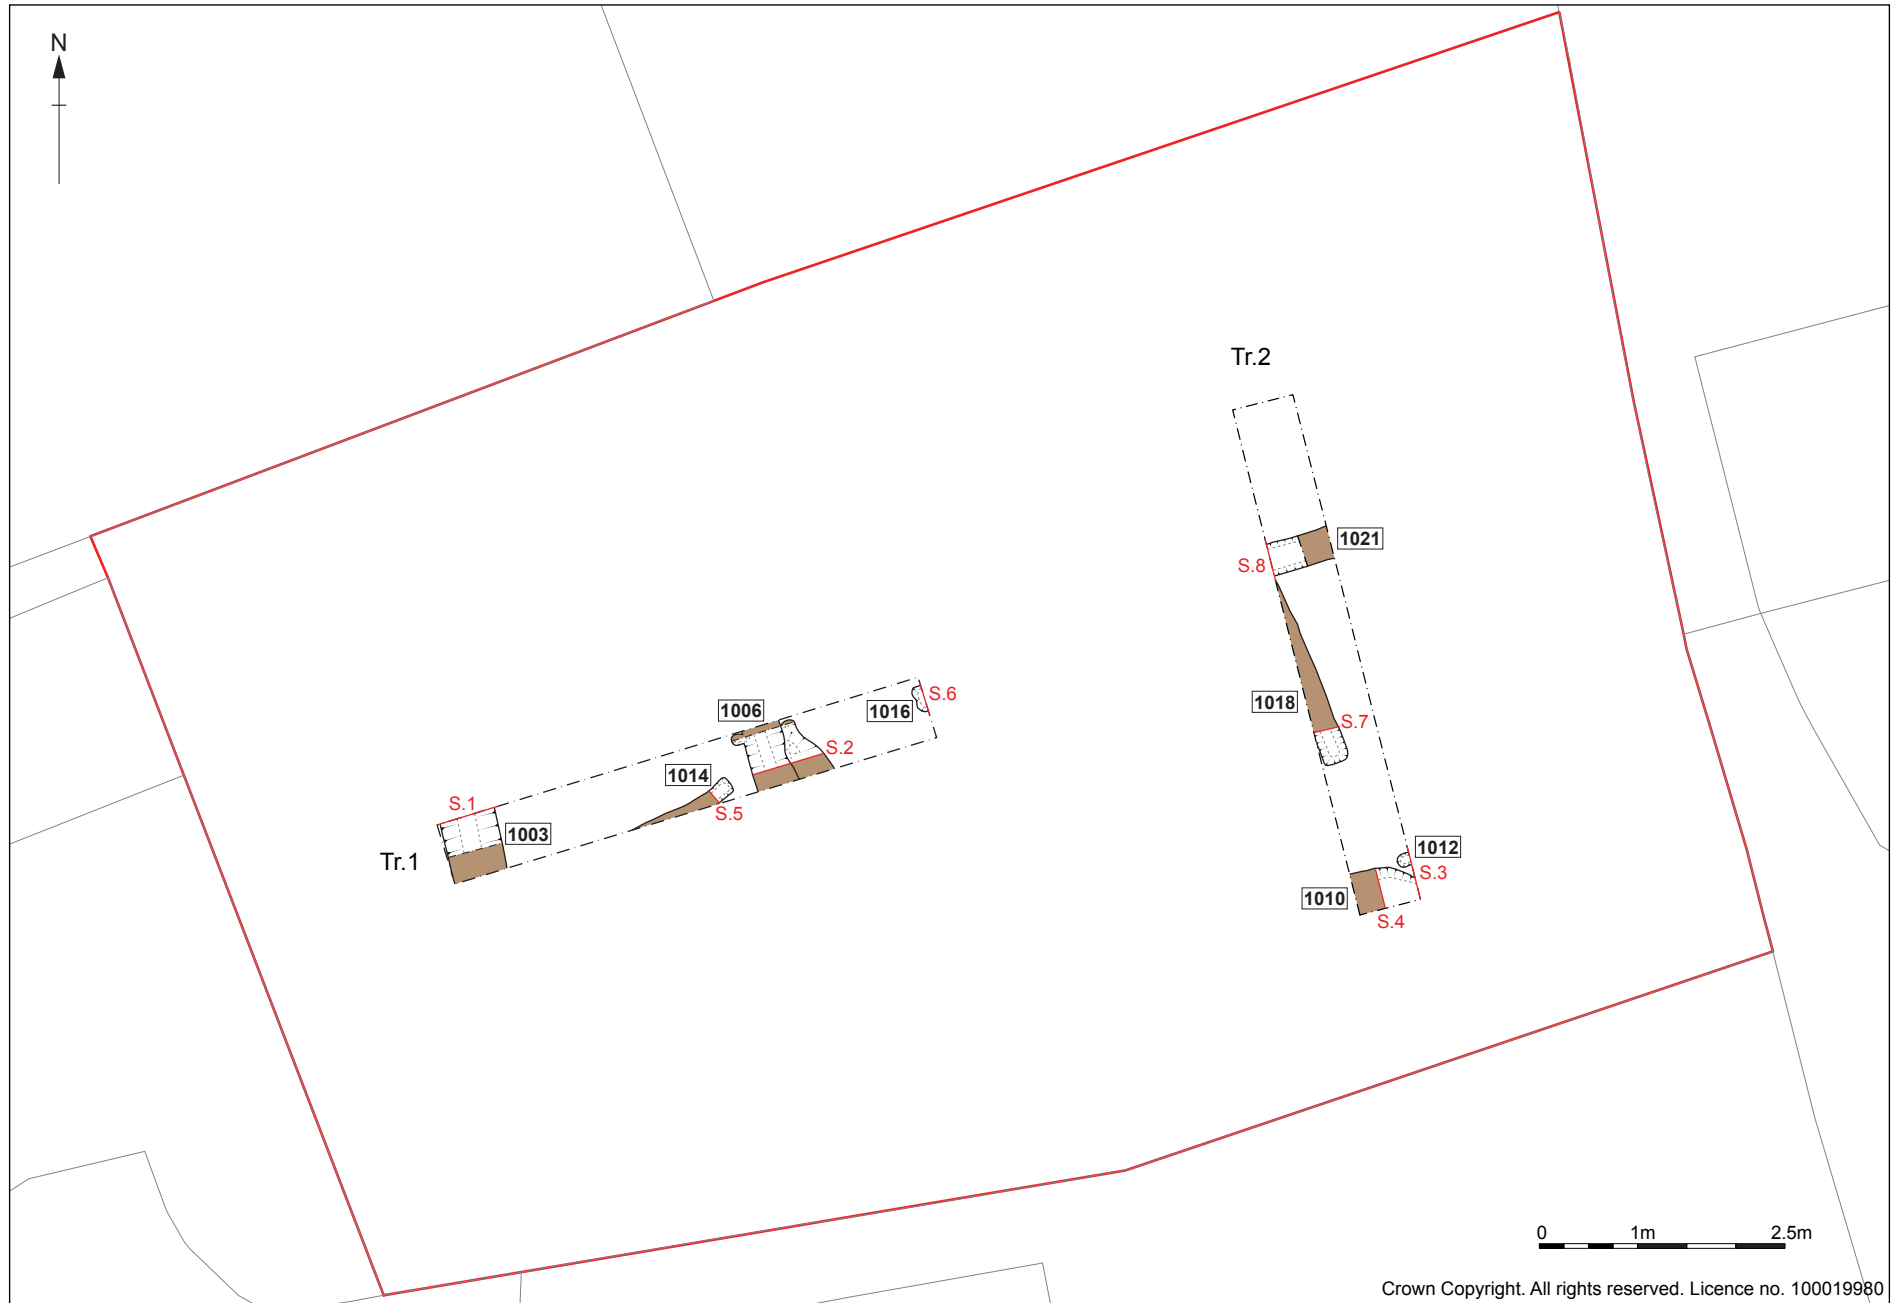 N
Tr.2
1021
S.8
S.6
1016
1018
1006
S.7
S.2
1014
S.1
S.5
1003
1012
Tr.1
S.3
1010
S.4
0 1m 2.5m
Crown Copyright. All rights reserved. Licence no. 100019980